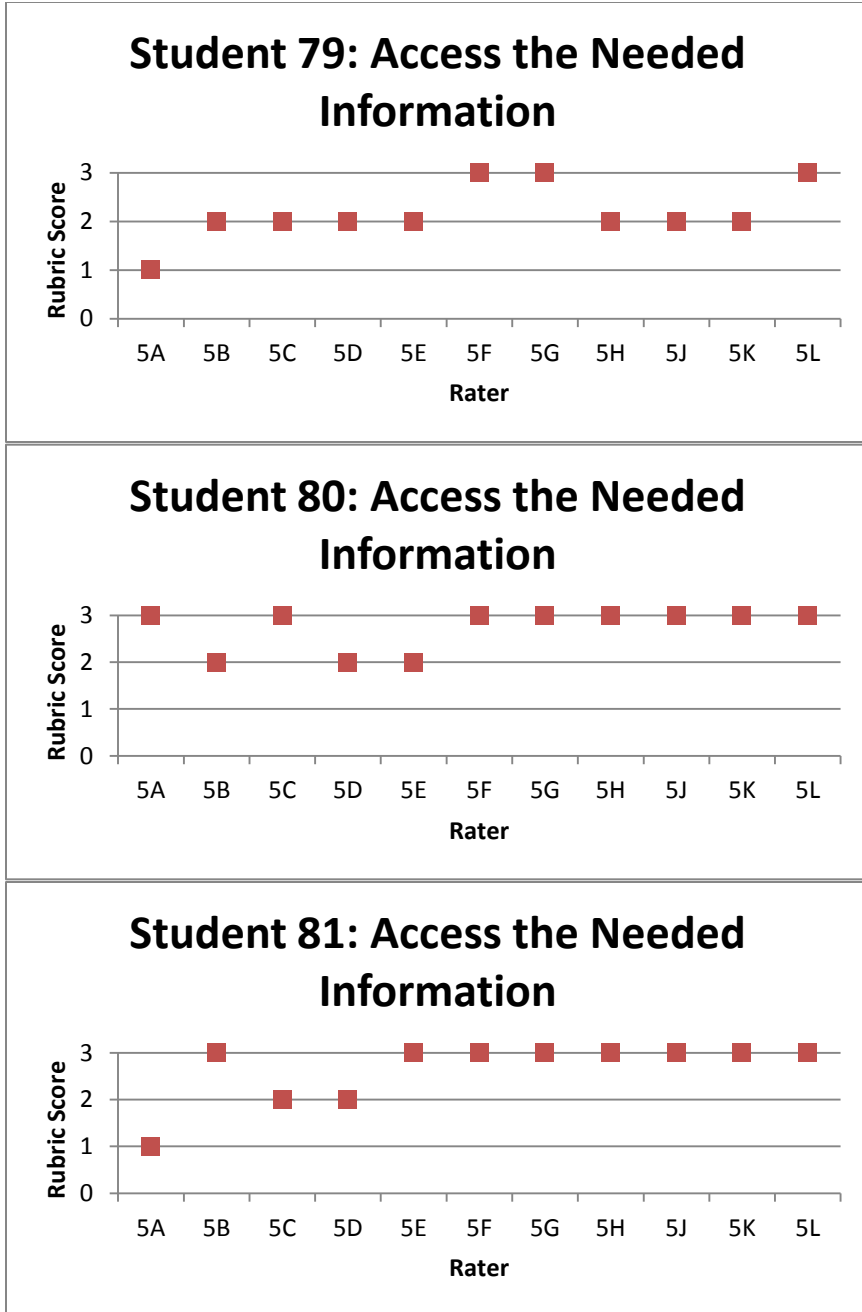 Student 79: Access the Needed
Information
Rubric Score
3
2
1
0
5A 5B 5C 5D 5E 5F 5G 5H 5J 5K 5L
Rater
Student 80: Access the Needed
Information
Rubric Score
3
2
1
0
5A 5B 5C 5D 5E 5F 5G 5H 5J 5K 5L
Rater
Student 81: Access the Needed
Information
Rubric Score
3
2
1
0
5A 5B 5C 5D 5E 5F 5G 5H 5J 5K 5L
Rater